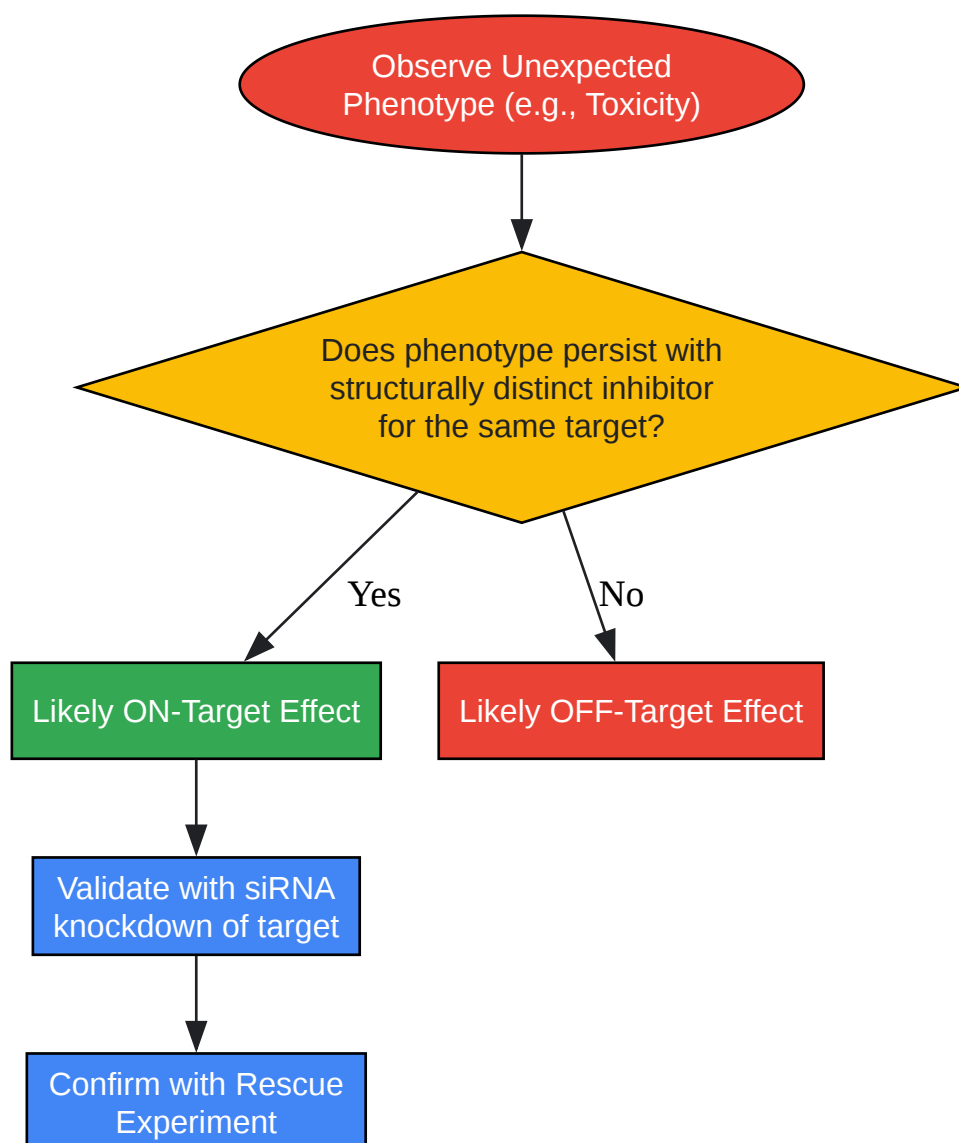 Observe Unexpected
Phenotype (e.g., Toxicity)
Does phenotype persist with
structurally distinct inhibitor
for the same target?
Yes
No
Likely ON-Target Effect
Likely OFF-Target Effect
Validate with siRNA
knockdown of target
Confirm with Rescue
Experiment